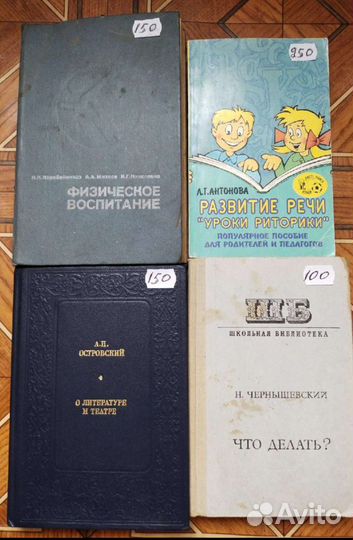 150
ФИЗИЧЕСКОЕ
ВОСПИТАНИЕ
950
Л.Г. АНТОНОВА
РАЗВИТИЕ РЕЧИ
"УРОКИ РИТОРИКИ"
ПОПУЛЯРНОЕ ПОСОБИЕ
ДЛЯ РОДИТЕЛЕЙ И ПЕДАГОГОВ
150
А.Н.
ОСТРОВСКИЙ
О ЛИТЕРАТУРЕ
И ТЕАТРЕ
100
ШБ
ШКОЛЬНАЯ БИБЛИОТЕКА
Н. ЧЕРНЫШЕВСКИЙ
ЧТО ДЕЛАТЬ?
Avito